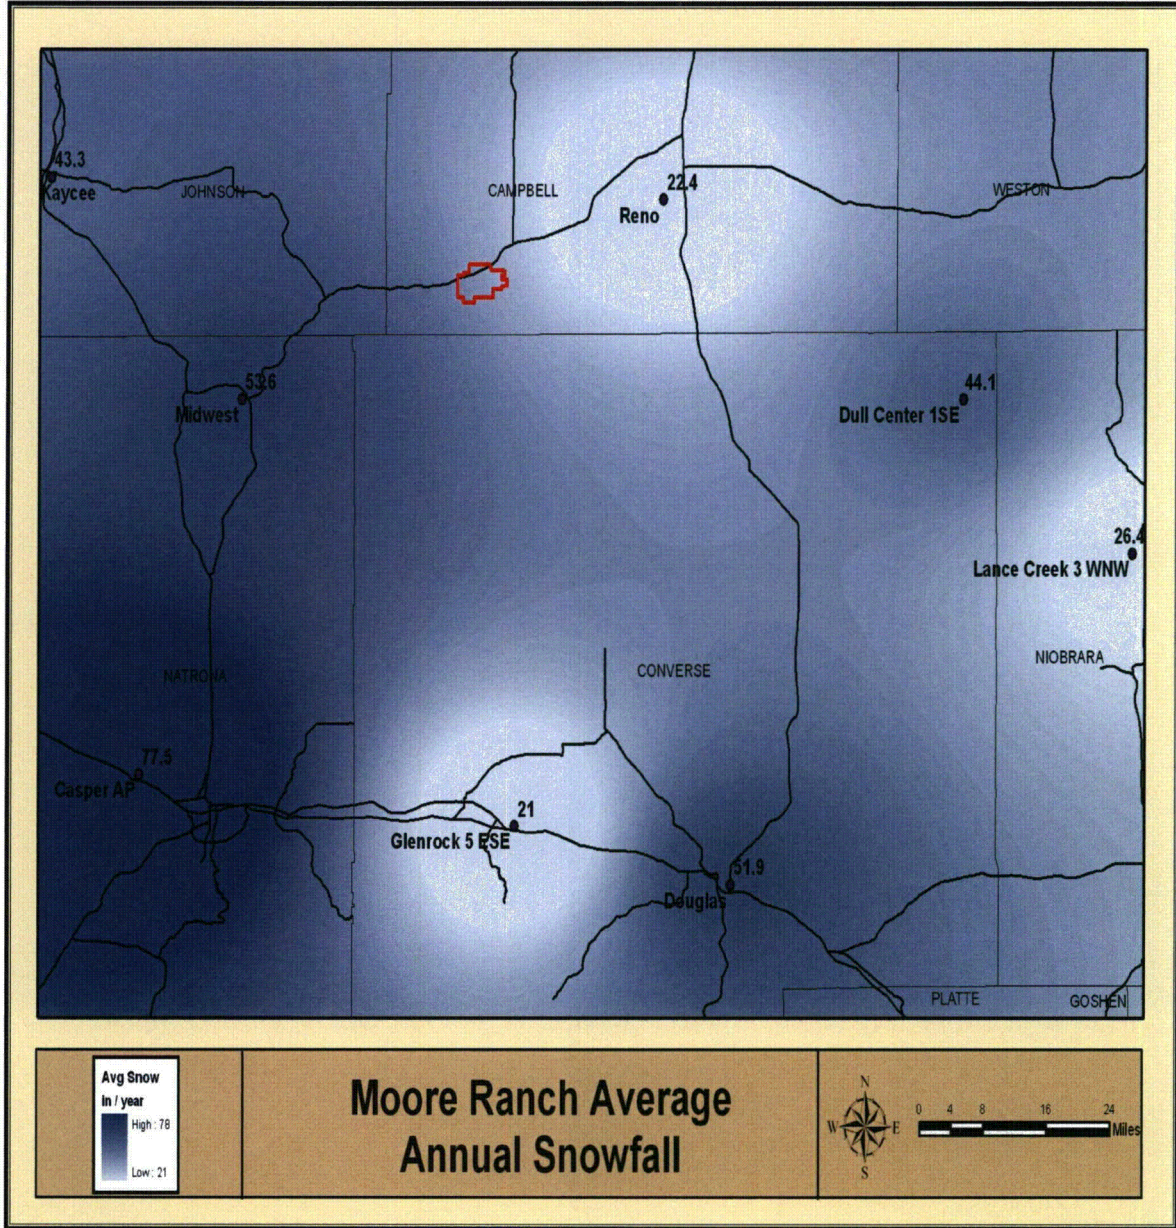 43.3
Kaycee
JOHNSON
CAMPBELL
22.4
Reno
WESTON
53.6
Midwest
44.1
Dull Center 1SE
26.4
Lance Creek 3 WNW
NATRONA
CONVERSE
NIOBRARA
77.5
Casper AP
21
Glenrock 5 ESE
51.9
Douglas
PLATTE
GOSHEN
Avg Snow
in / year
High : 78
Low : 21
Moore Ranch Average
Annual Snowfall
N
W
E
S
0 4 8 16 24
Miles